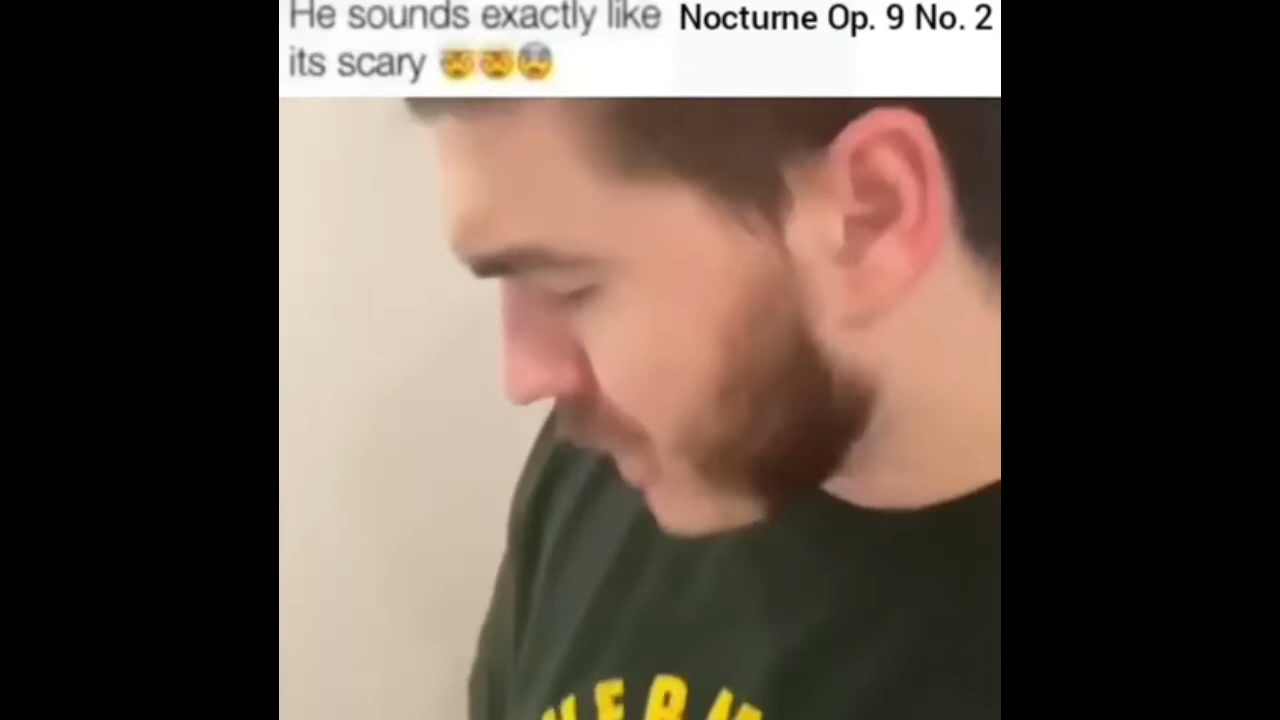 He sounds exactly like Nocturne Op. 9 No. 2
its scary 🤯🤯😨